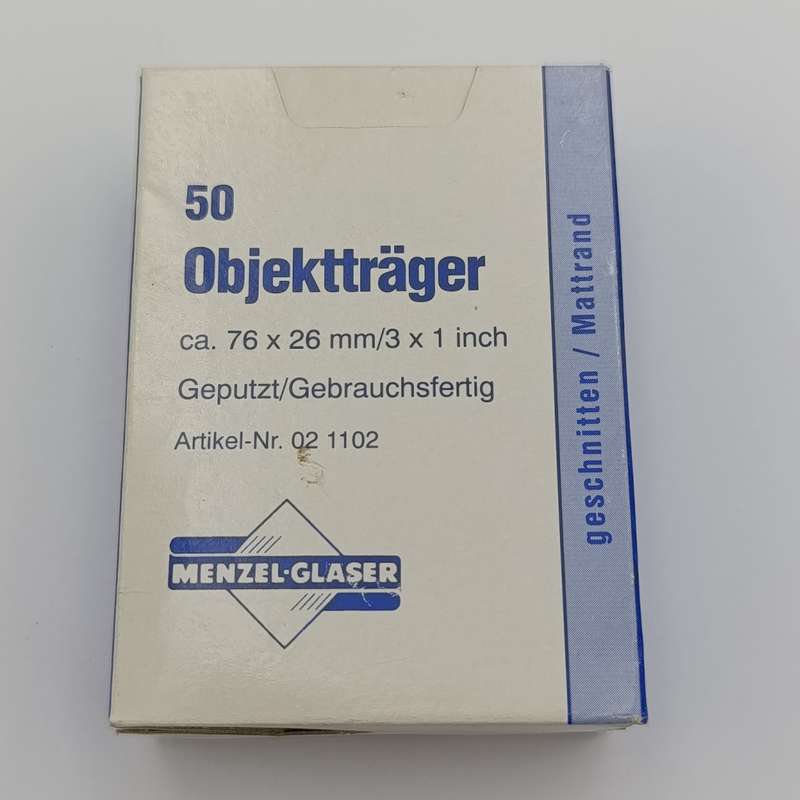 50
Objektträger
ca. 76 x 26 mm/3 x 1 inch
Geputzt/Gebrauchsfertig
Artikel-Nr. 02 1102
MENZEL-GLASER
geschnitten / Mattrand